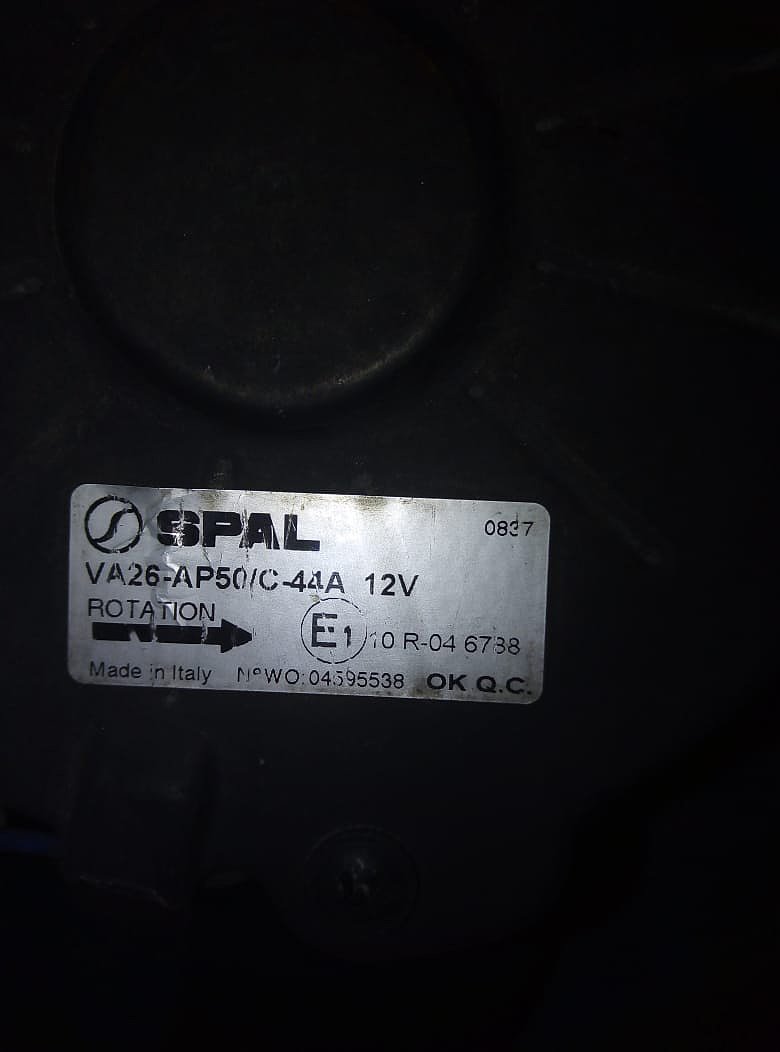 SPAL 0837
VA26-AP50/C-44A 12V
ROTATION
E1 10 R-04 6788
Made in Italy N°WO:04595538 OK Q.C.